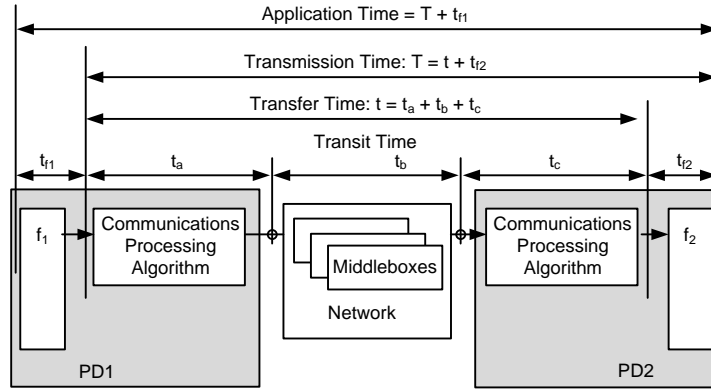 Application Time = T + tf1
Transmission Time: T = t + tf2
Transfer Time: t = ta + tb + tc
Transit Time
tf1 ta tb tc tf2
f1
Communications
Processing
Algorithm
Middleboxes
Network
Communications
Processing
Algorithm
f2
PD1
PD2